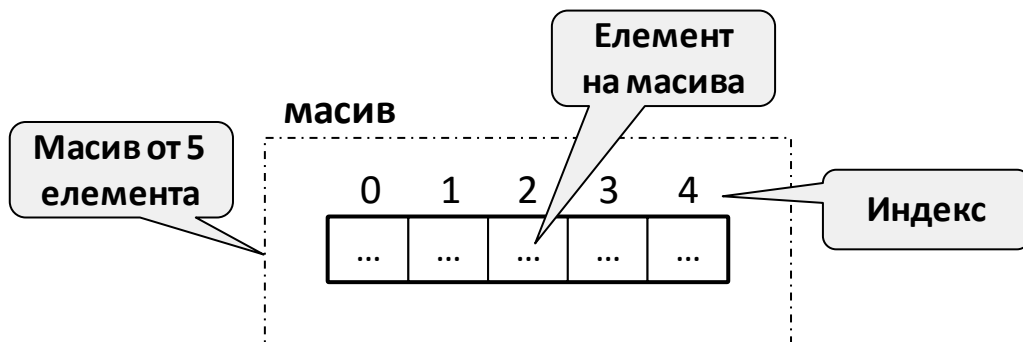 Елемент
на масива
масив
Масив от 5
елемента
0 1 2 3 4
Индекс
... ... ... ... ...